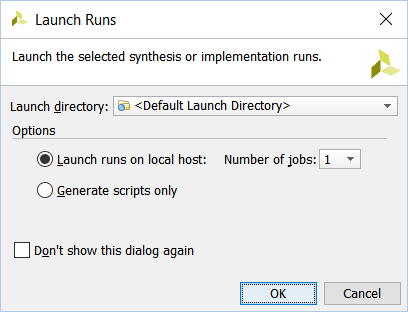 Launch Runs
Launch the selected synthesis or implementation runs.
Launch directory: <Default Launch Directory>
Options
Launch runs on local host: Number of jobs: 1
Generate scripts only
Don't show this dialog again
OK Cancel